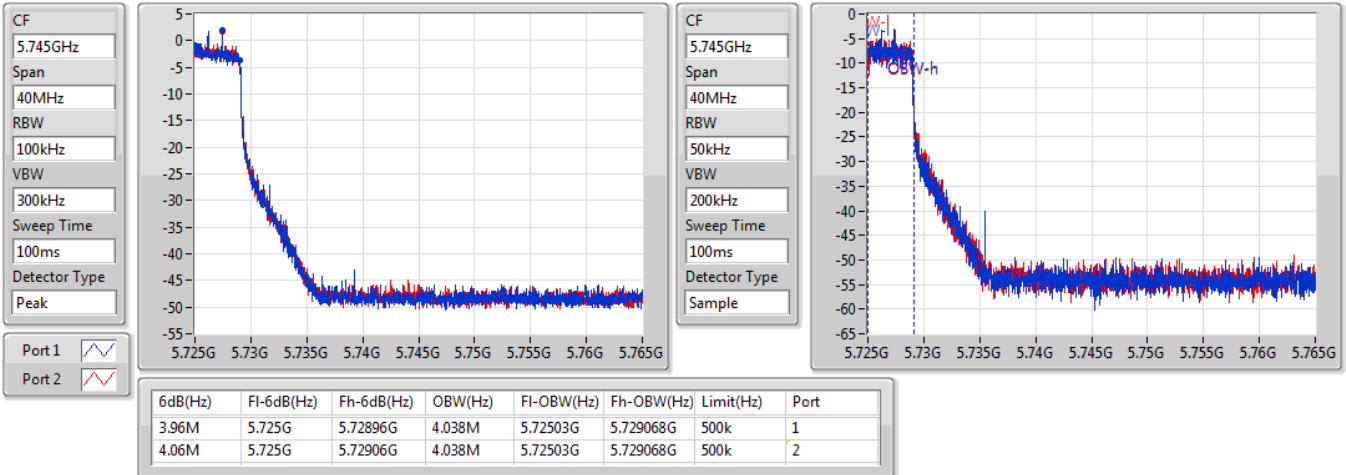 CF
5.745GHz
Span
40MHz
RBW
100kHz
VBW
300kHz
Sweep Time
100ms
Detector Type
Peak
Port 1
Port 2
5
0
-5
-10
-15
-20
-25
-30
-35
-40
-45
-50
-55
5.725G 5.73G 5.735G 5.74G 5.745G 5.75G 5.755G 5.76G 5.765G
CF
5.745GHz
Span
40MHz
RBW
50kHz
VBW
200kHz
Sweep Time
100ms
Detector Type
Sample
0
-5
-10
-15
-20
-25
-30
-35
-40
-45
-50
-55
-60
-65
W-l
OBW-h
5.725G 5.73G 5.735G 5.74G 5.745G 5.75G 5.755G 5.76G 5.765G
6dB(Hz) Fl-6dB(Hz) Fh-6dB(Hz) OBW(Hz) Fl-OBW(Hz) Fh-OBW(Hz) Limit(Hz) Port
3.96M 5.725G 5.72896G 4.038M 5.72503G 5.729068G 500k 1
4.06M 5.725G 5.72906G 4.038M 5.72503G 5.729068G 500k 2